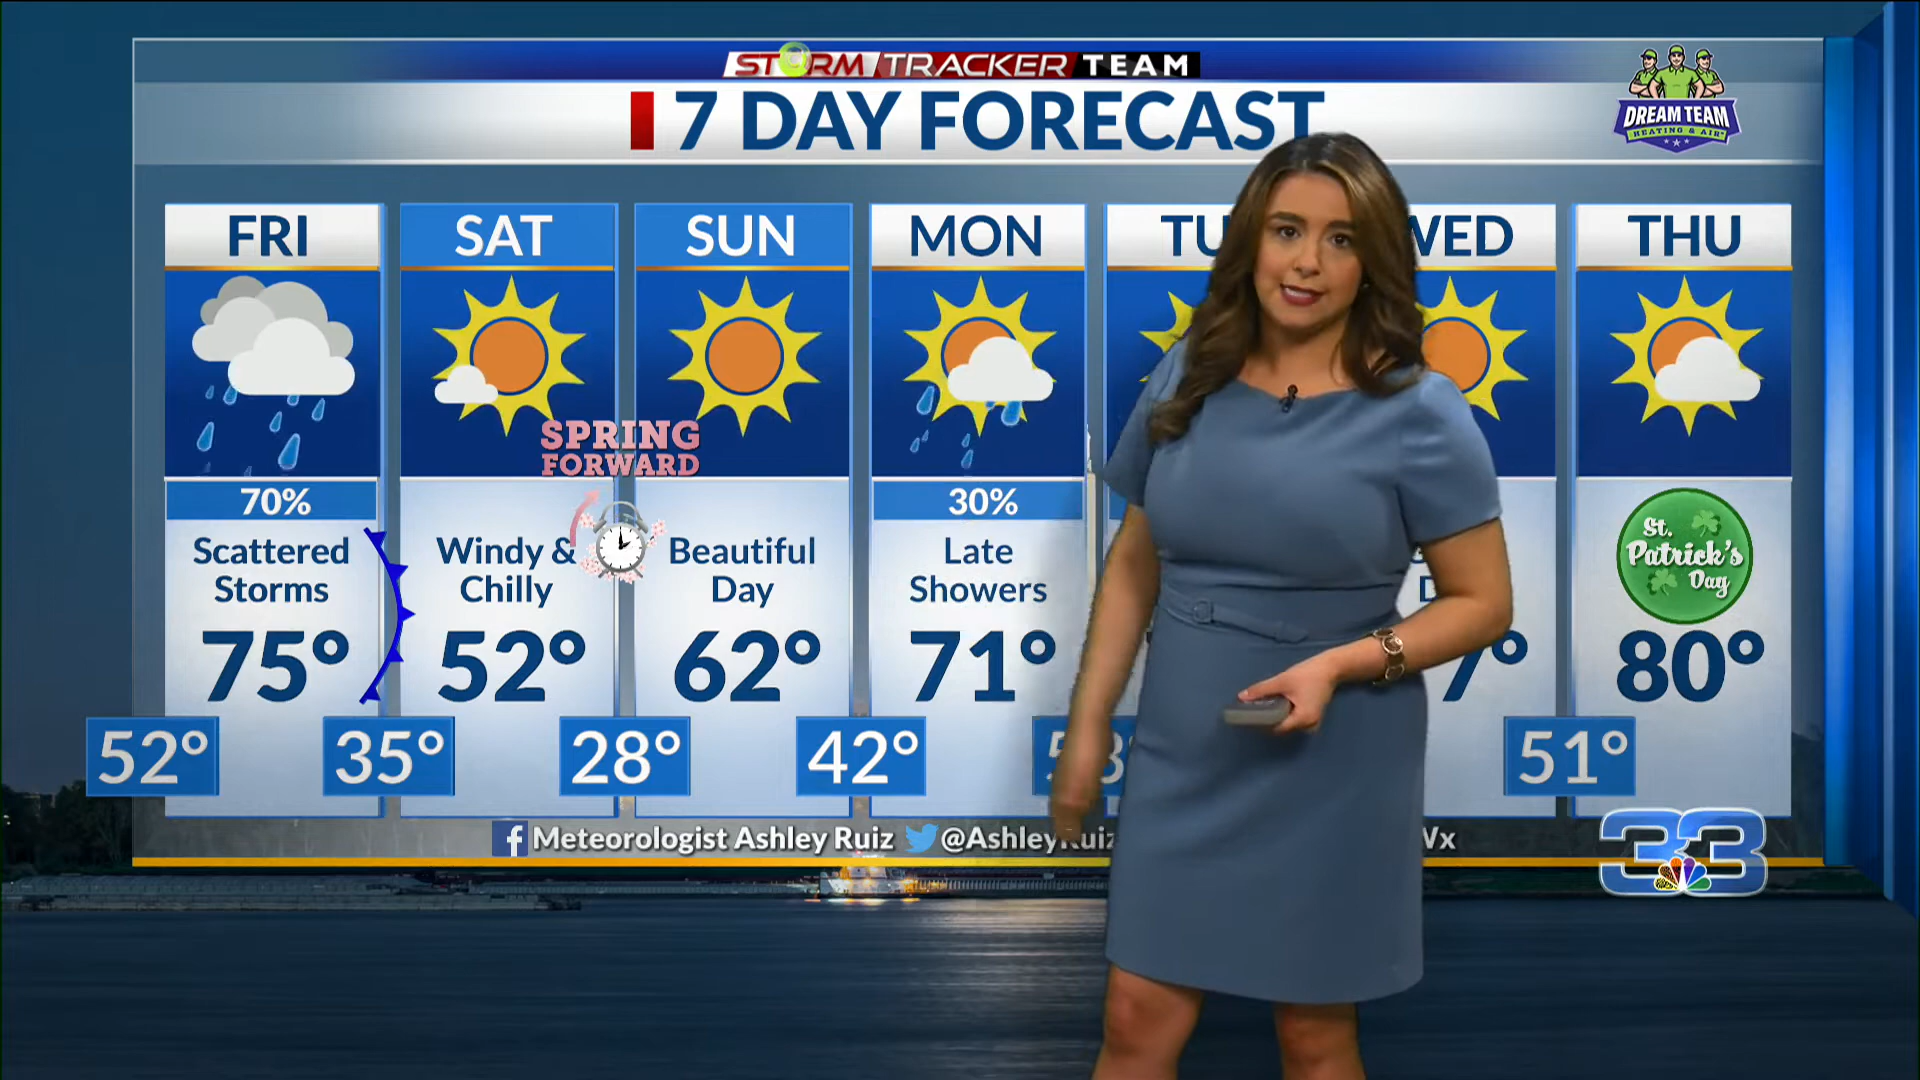 STORM TRACKER TEAM
7 DAY FORECAST
DREAM TEAM
HEATING & AIR
FRI SAT SUN MON WED THU
SPRING
FORWARD
70% 30%
Scattered
Storms
Windy &
Chilly
Beautiful
Day
Late
Showers
St.
Patrick's
Day
75° 52° 62° 71° 80°
52° 35° 28° 42° 51°
Meteorologist Ashley Ruiz @AshleyRuiz
33